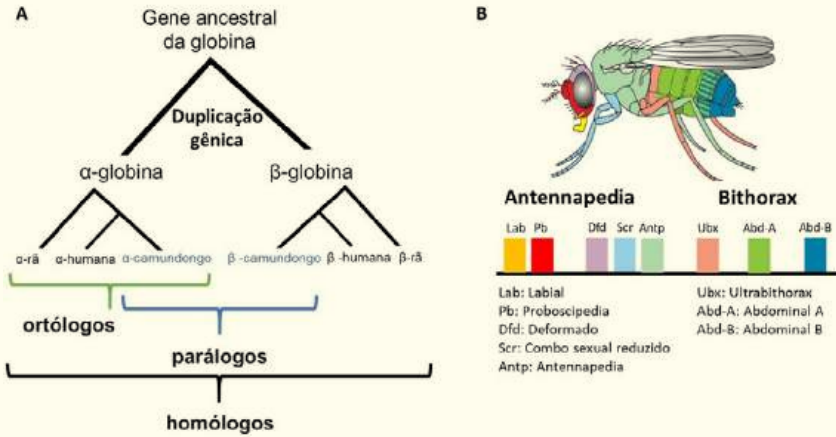 A
Gene ancestral
da globina
Duplicação
gênica
α-globina
β-globina
α-rã
α-humana
α-camundongo
β -camundongo
β -humana
β-rã
ortólogos
parálogos
homólogos
B
Antennapedia
Bithorax
Lab
Pb
Dfd
Scr
Antp
Ubx
Abd-A
Abd-B
Lab: Labial
Pb: Proboscipedia
Dfd: Deformado
Scr: Combo sexual reduzido
Antp: Antennapedia
Ubx: Ultrabithorax
Abd-A: Abdominal A
Abd-B: Abdominal B